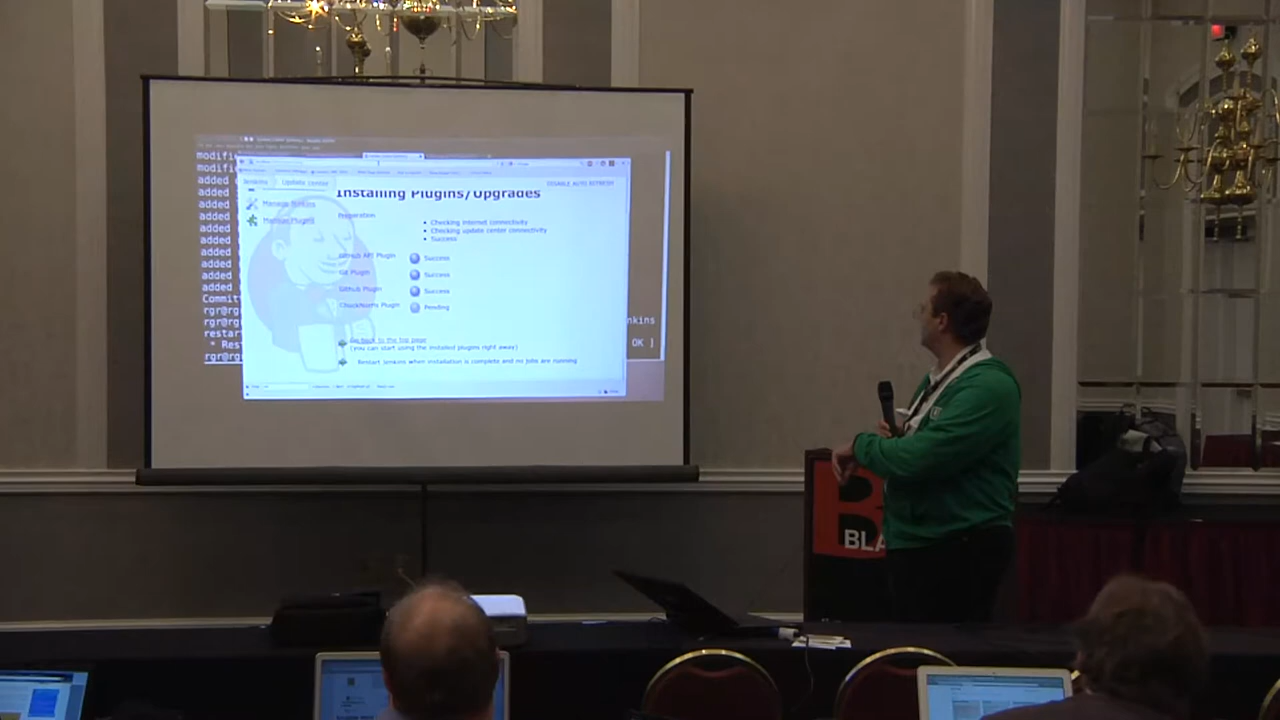 modifi
modifi
added
added
added
added
added
added
added
added
added
added
added
Commit
rgr@rg
rgr@rg
restar
* Res
rgr@rg
Jenkins
Update center
DISABLE AUTO REFRESH
Manage Jenkins
Manage Plugins
Installing Plugins/Upgrades
Preparation
Checking internet connectivity
Checking update center connectivity
Success
GitHub API Plugin Success
Git Plugin Success
Github Plugin Success
ChuckNorris Plugin Pending
Go back to the top page
(you can start using the installed plugins right away)
Restart Jenkins when installation is complete and no jobs are running
nkins
OK ]
B
BLA